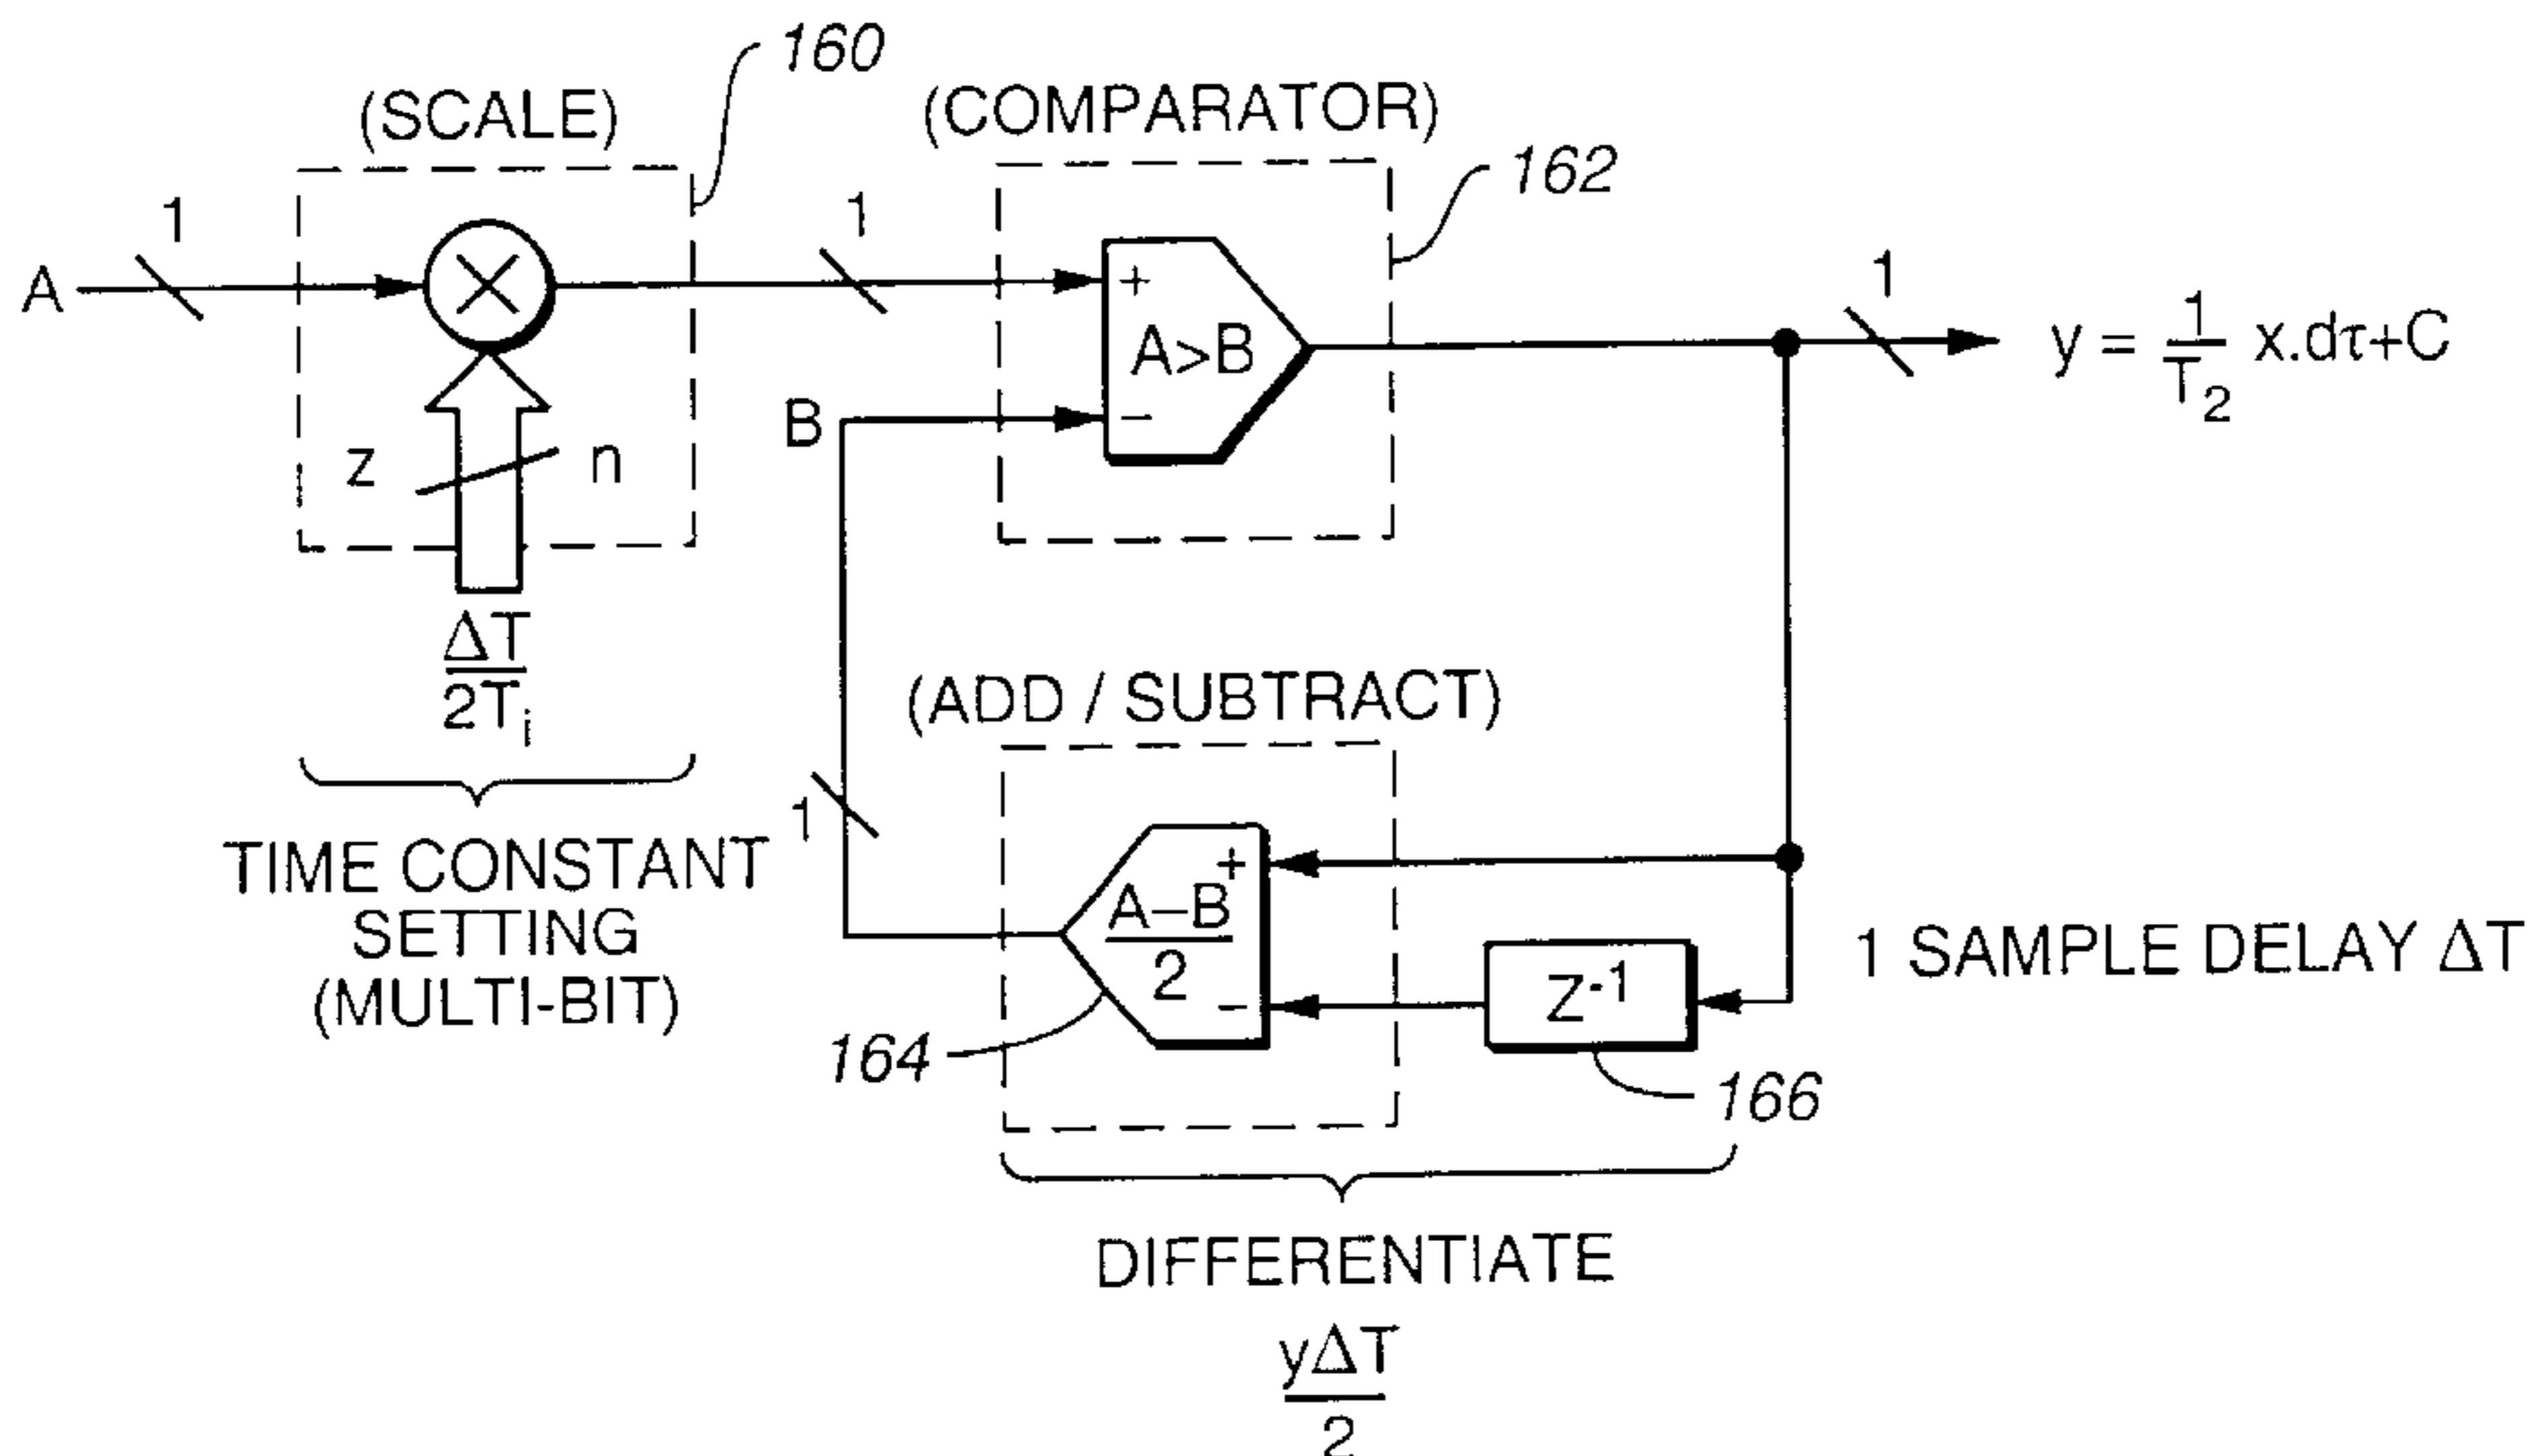 160
(SCALE)
(COMPARATOR)
162
A
1
1
+
A>B
−
B
1
y = 1/T₂ x.dτ+C
z
n
ΔT
2Tᵢ
TIME CONSTANT
SETTING
(MULTI-BIT)
(ADD / SUBTRACT)
1
+
A−B
2
−
Z⁻¹
1 SAMPLE DELAY ΔT
164
166
DIFFERENTIATE
yΔT
2